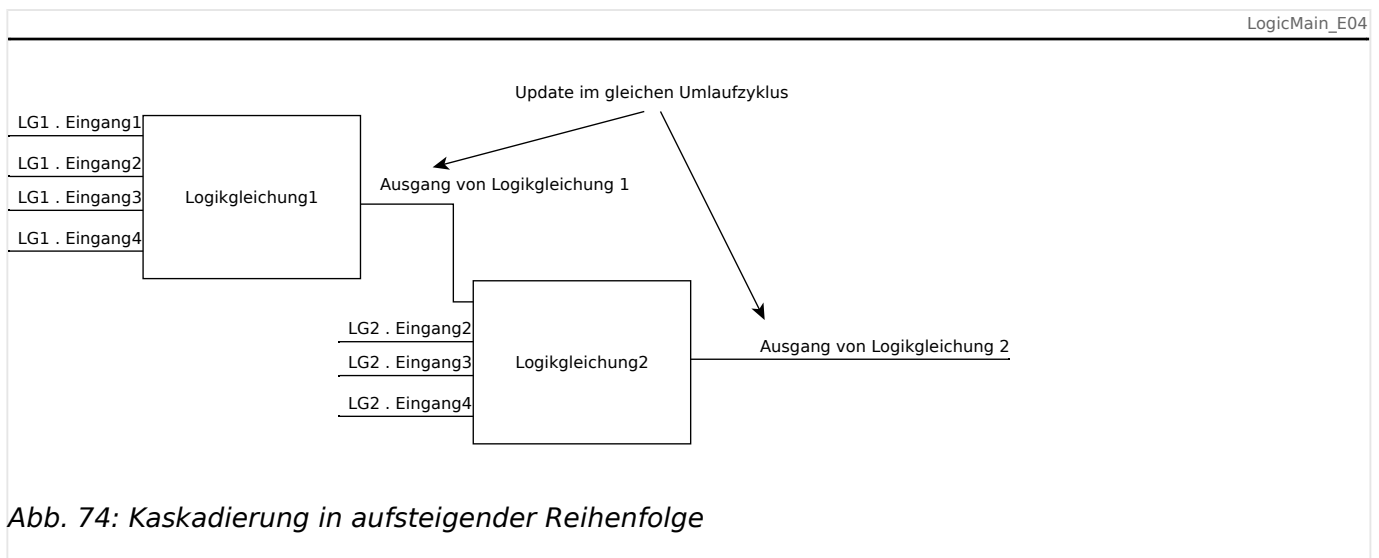 LogicMain_E04
Update im gleichen Umlaufzyklus
LG1 . Eingang1
LG1 . Eingang2
LG1 . Eingang3
LG1 . Eingang4
Logikgleichung1
Ausgang von Logikgleichung 1
LG2 . Eingang2
LG2 . Eingang3
LG2 . Eingang4
Logikgleichung2
Ausgang von Logikgleichung 2
Abb. 74: Kaskadierung in aufsteigender Reihenfolge